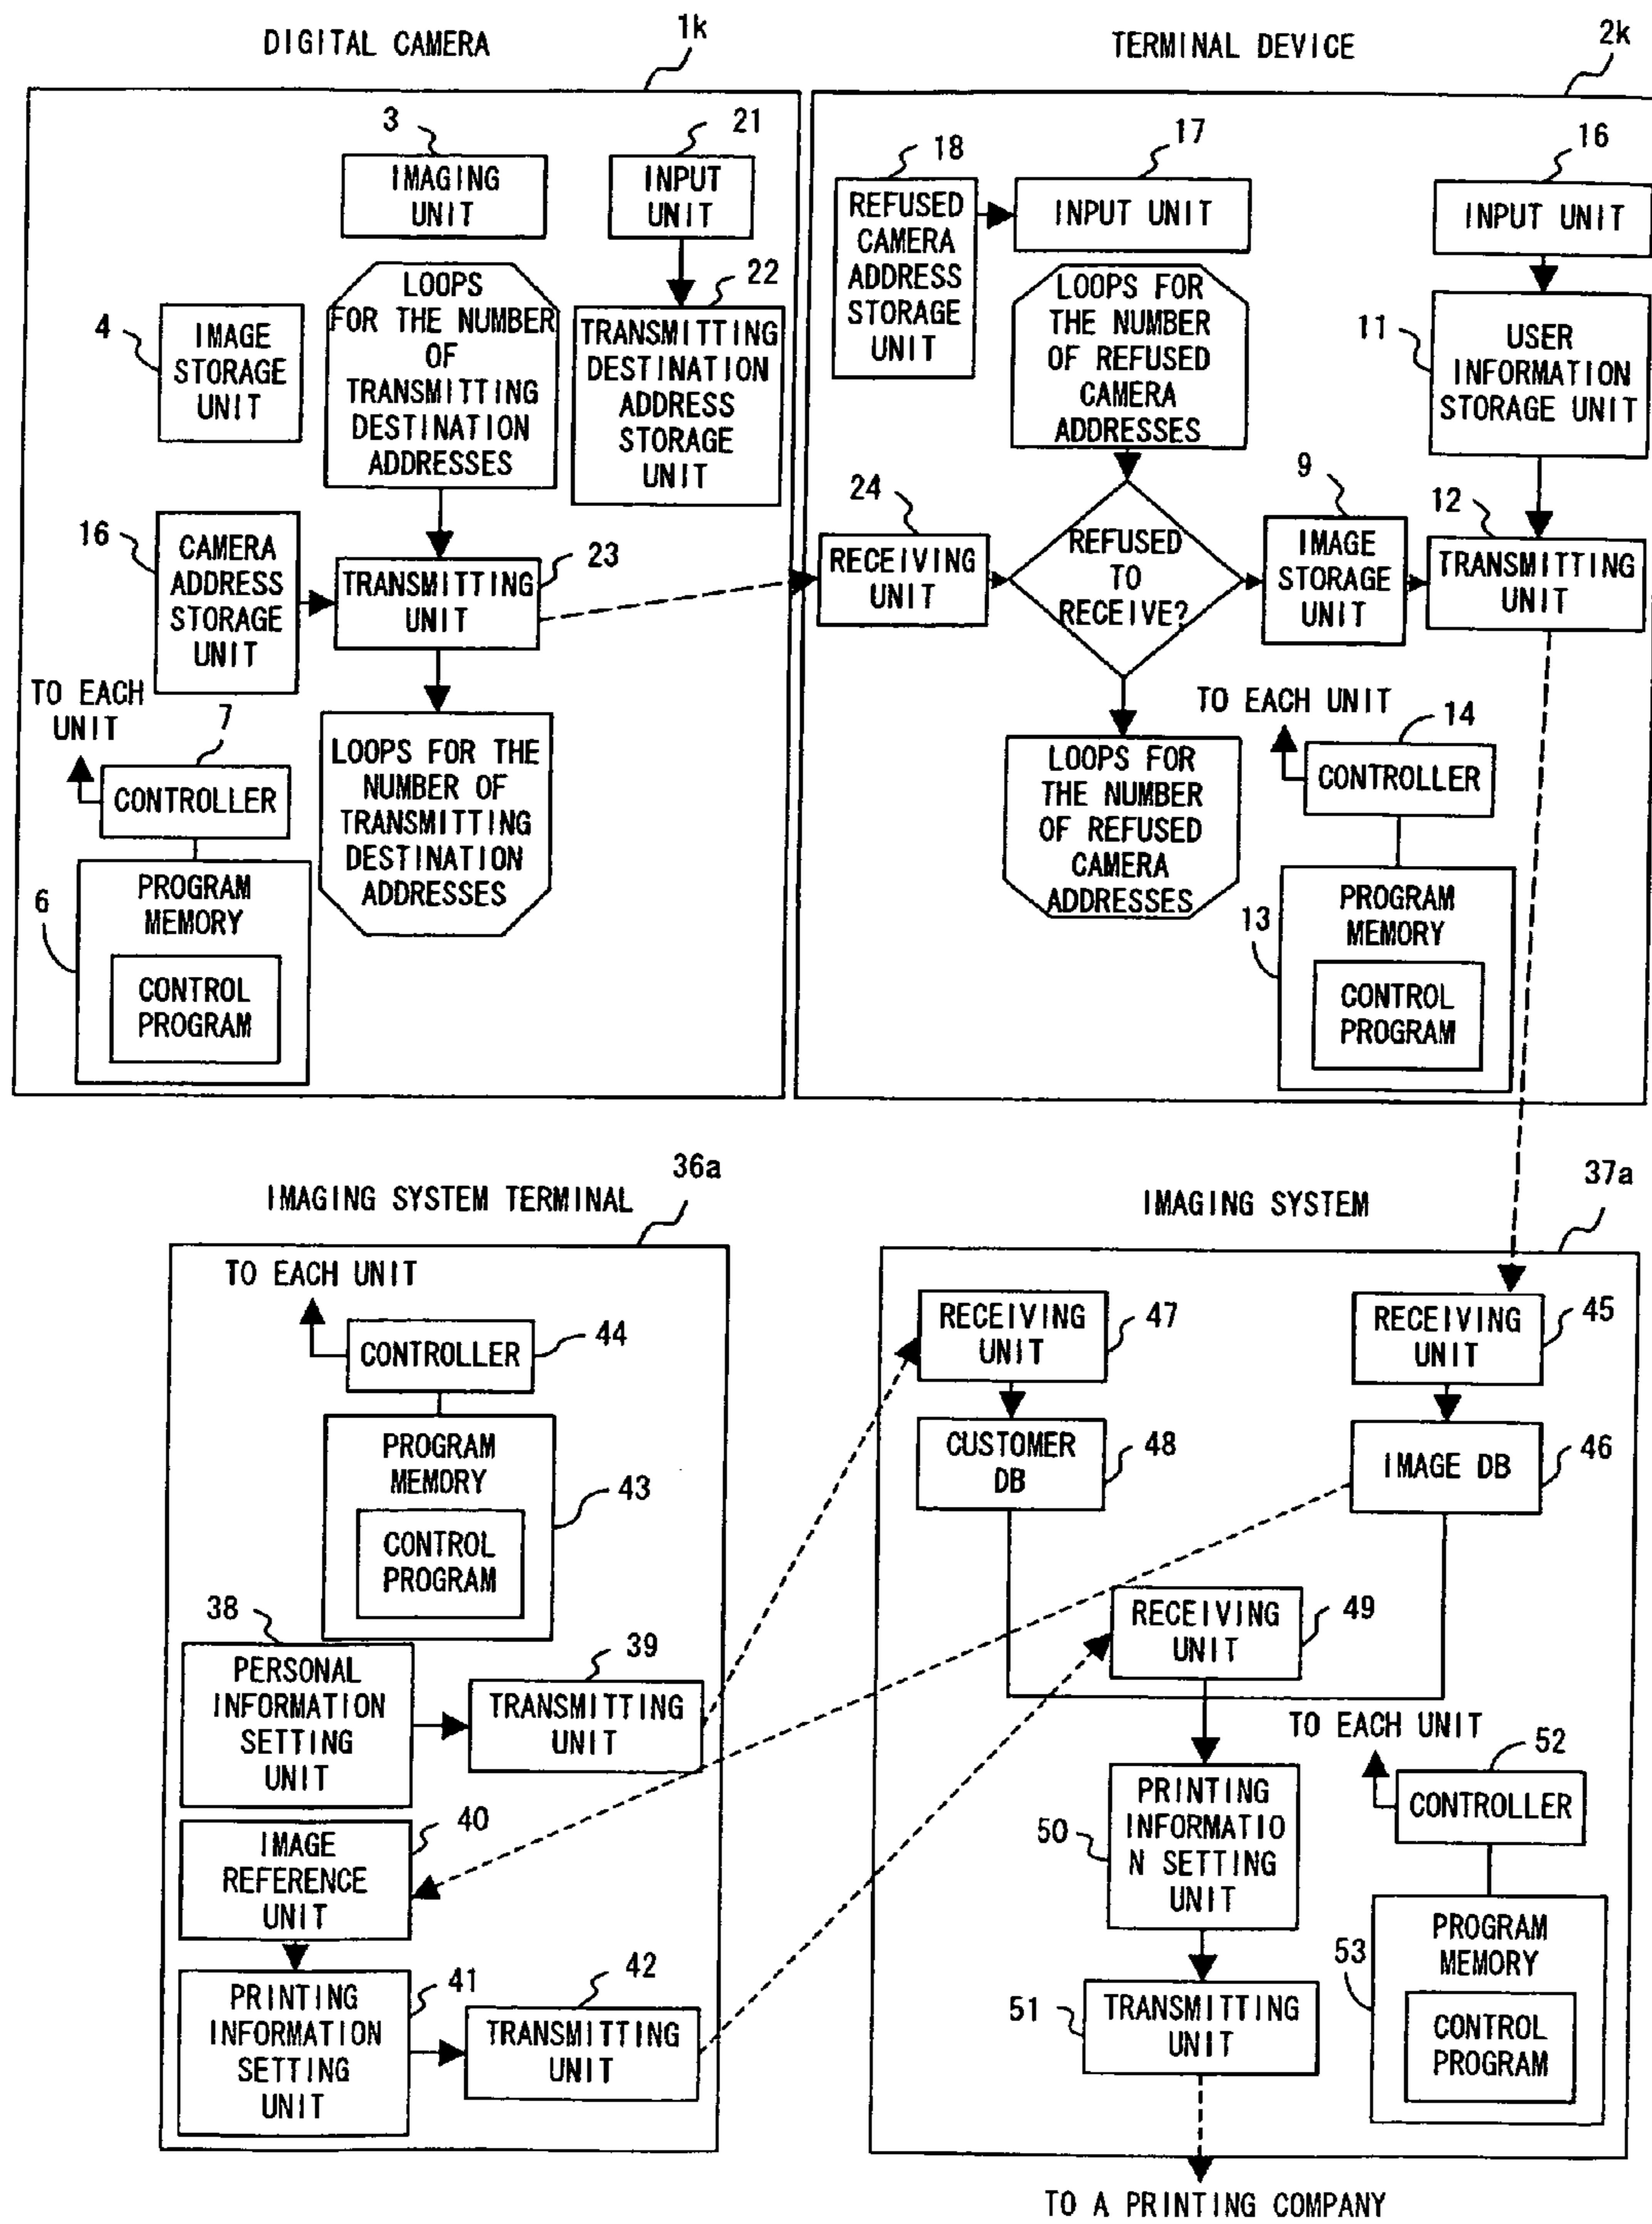 DIGITAL CAMERA
1k
TERMINAL DEVICE
2k
3
IMAGING
UNIT
21
INPUT
UNIT
LOOPS
FOR THE NUMBER
OF
TRANSMITTING
DESTINATION
ADDRESSES
22
TRANSMITTING
DESTINATION
ADDRESS
STORAGE
UNIT
4
IMAGE
STORAGE
UNIT
16
CAMERA
ADDRESS
STORAGE
UNIT
TRANSMITTING
UNIT
23
TO EACH
UNIT
7
CONTROLLER
LOOPS FOR THE
NUMBER OF
TRANSMITTING
DESTINATION
ADDRESSES
6
PROGRAM
MEMORY
CONTROL
PROGRAM
18
REFUSED
CAMERA
ADDRESS
STORAGE
UNIT
17
INPUT UNIT
16
INPUT UNIT
LOOPS FOR
THE NUMBER
OF REFUSED
CAMERA
ADDRESSES
11
USER
INFORMATION
STORAGE UNIT
24
RECEIVING
UNIT
REFUSED
TO
RECEIVE?
9
IMAGE
STORAGE
UNIT
12
TRANSMITTING
UNIT
LOOPS FOR
THE NUMBER
OF REFUSED
CAMERA
ADDRESSES
TO EACH UNIT
14
CONTROLLER
13
PROGRAM
MEMORY
CONTROL
PROGRAM
IMAGING SYSTEM TERMINAL
36a
TO EACH UNIT
CONTROLLER
44
PROGRAM
MEMORY
43
CONTROL
PROGRAM
38
PERSONAL
INFORMATION
SETTING
UNIT
39
TRANSMITTING
UNIT
IMAGE
REFERENCE
UNIT
40
PRINTING
INFORMATION
SETTING
UNIT
41
42
TRANSMITTING
UNIT
IMAGING SYSTEM
37a
RECEIVING
UNIT
47
RECEIVING
UNIT
45
CUSTOMER
DB
48
IMAGE DB
46
RECEIVING
UNIT
49
TO EACH UNIT
52
CONTROLLER
50
PRINTING
INFORMATIO
N SETTING
UNIT
53
PROGRAM
MEMORY
CONTROL
PROGRAM
51
TRANSMITTING
UNIT
TO A PRINTING COMPANY